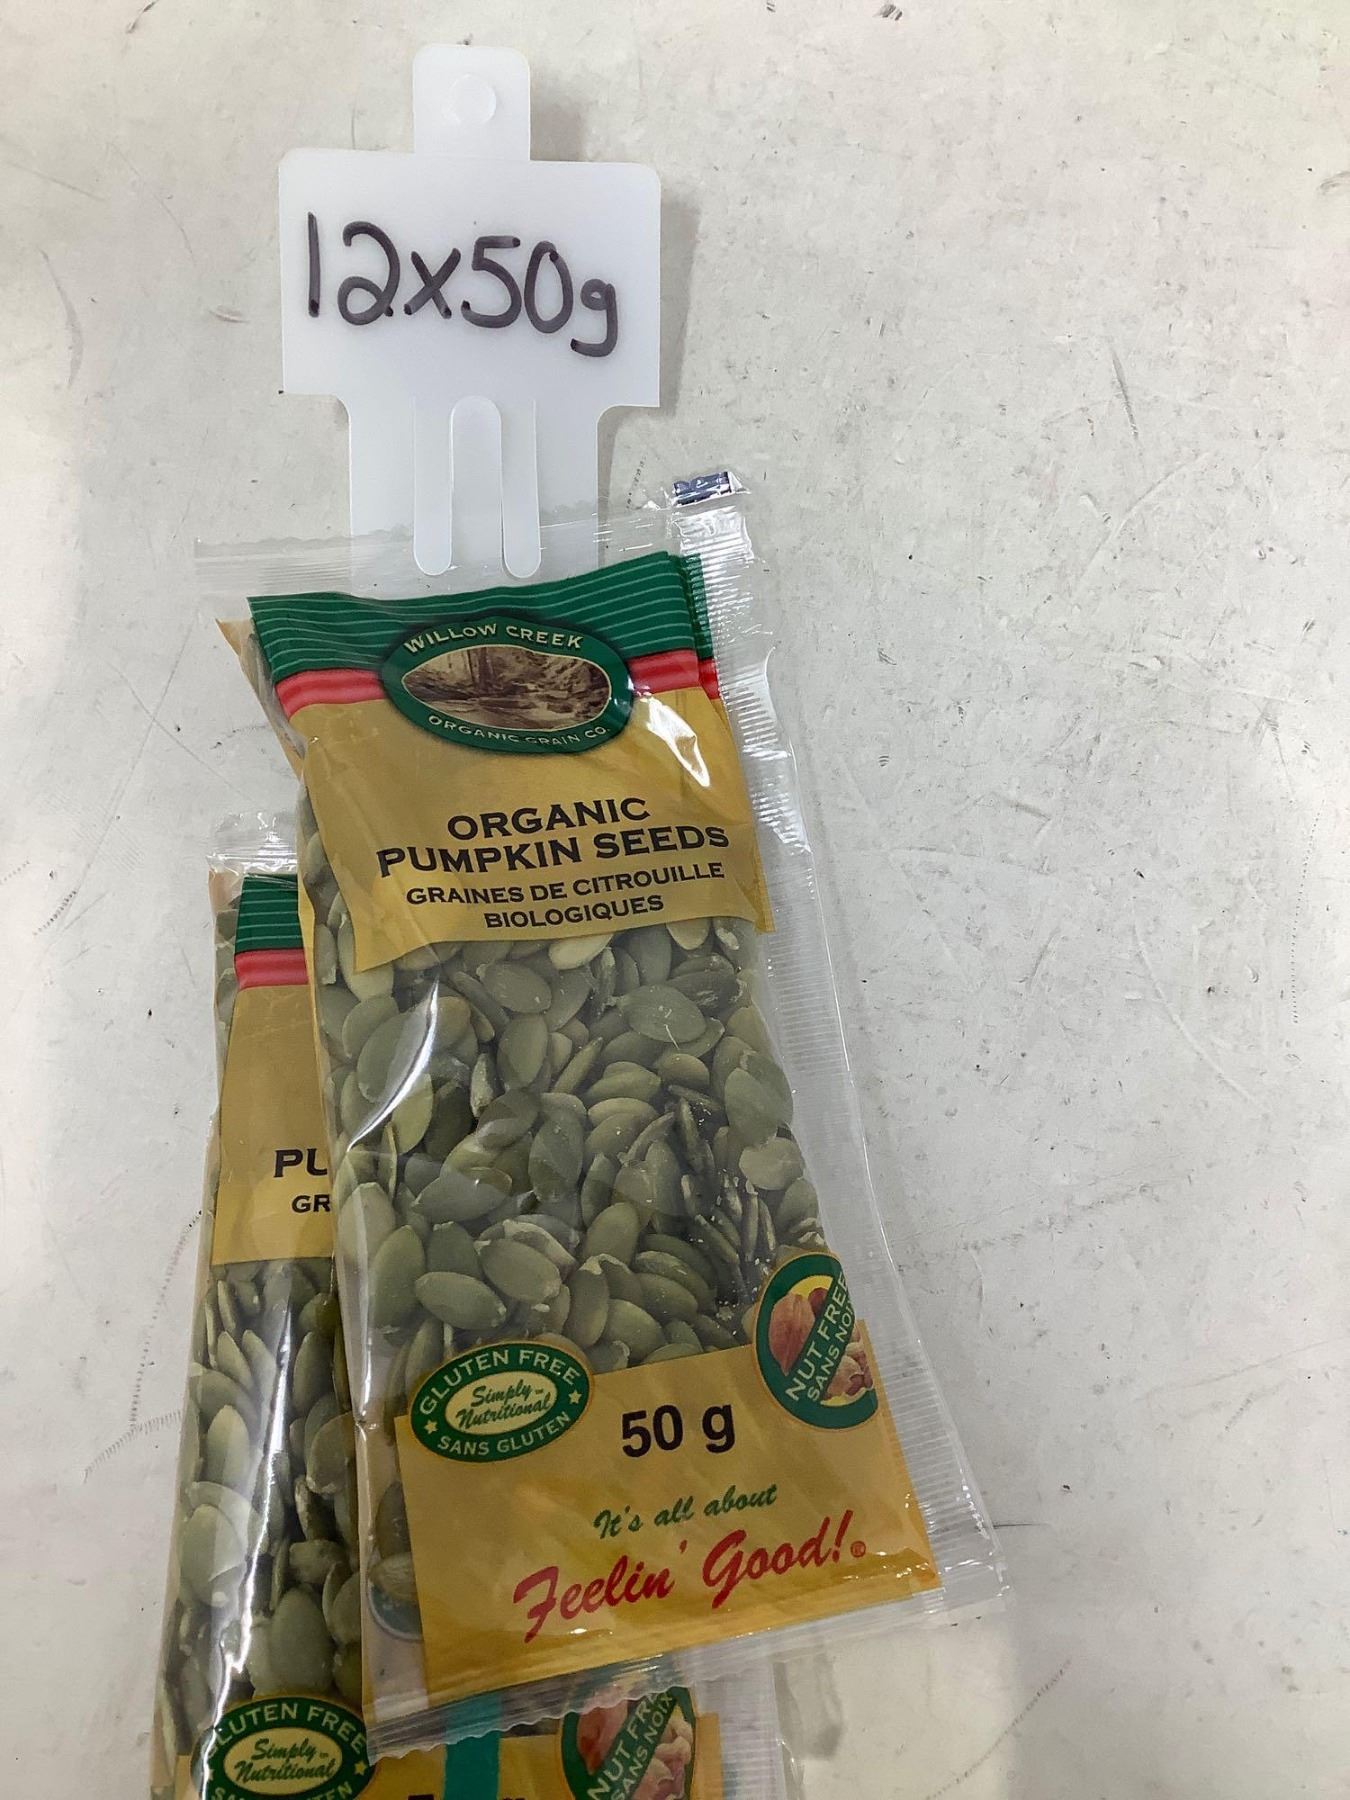 12x50g
WILLOW CREEK
ORGANIC GRAIN CO.
ORGANIC
PUMPKIN SEEDS
GRAINES DE CITROUILLE
BIOLOGIQUES
PU
GR
NUT FREE
SANS NOIX
GLUTEN FREE
Simply
Nutritional
SANS GLUTEN
50 g
It's all about
Feelin' Good!®
GLUTEN FREE
Simply
Nutritional
NUT FR
SANS NOIX